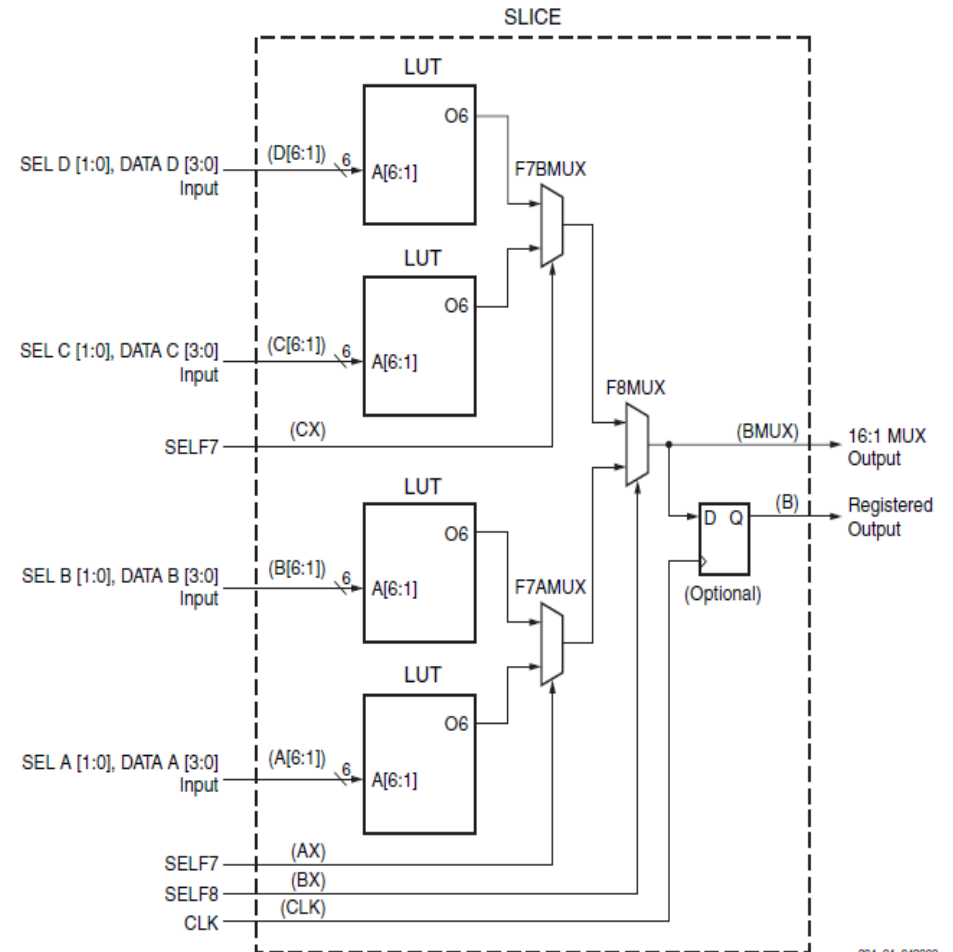 SLICE
LUT
O6
SEL D [1:0], DATA D [3:0]
Input
(D[6:1])
6
A[6:1]
F7BMUX
LUT
O6
SEL C [1:0], DATA C [3:0]
Input
(C[6:1])
6
A[6:1]
F8MUX
SELF7
(CX)
(BMUX)
16:1 MUX
Output
LUT
O6
D Q
(B)
Registered
Output
SEL B [1:0], DATA B [3:0]
Input
(B[6:1])
6
A[6:1]
F7AMUX
(Optional)
LUT
O6
SEL A [1:0], DATA A [3:0]
Input
(A[6:1])
6
A[6:1]
SELF7
(AX)
SELF8
(BX)
CLK
(CLK)